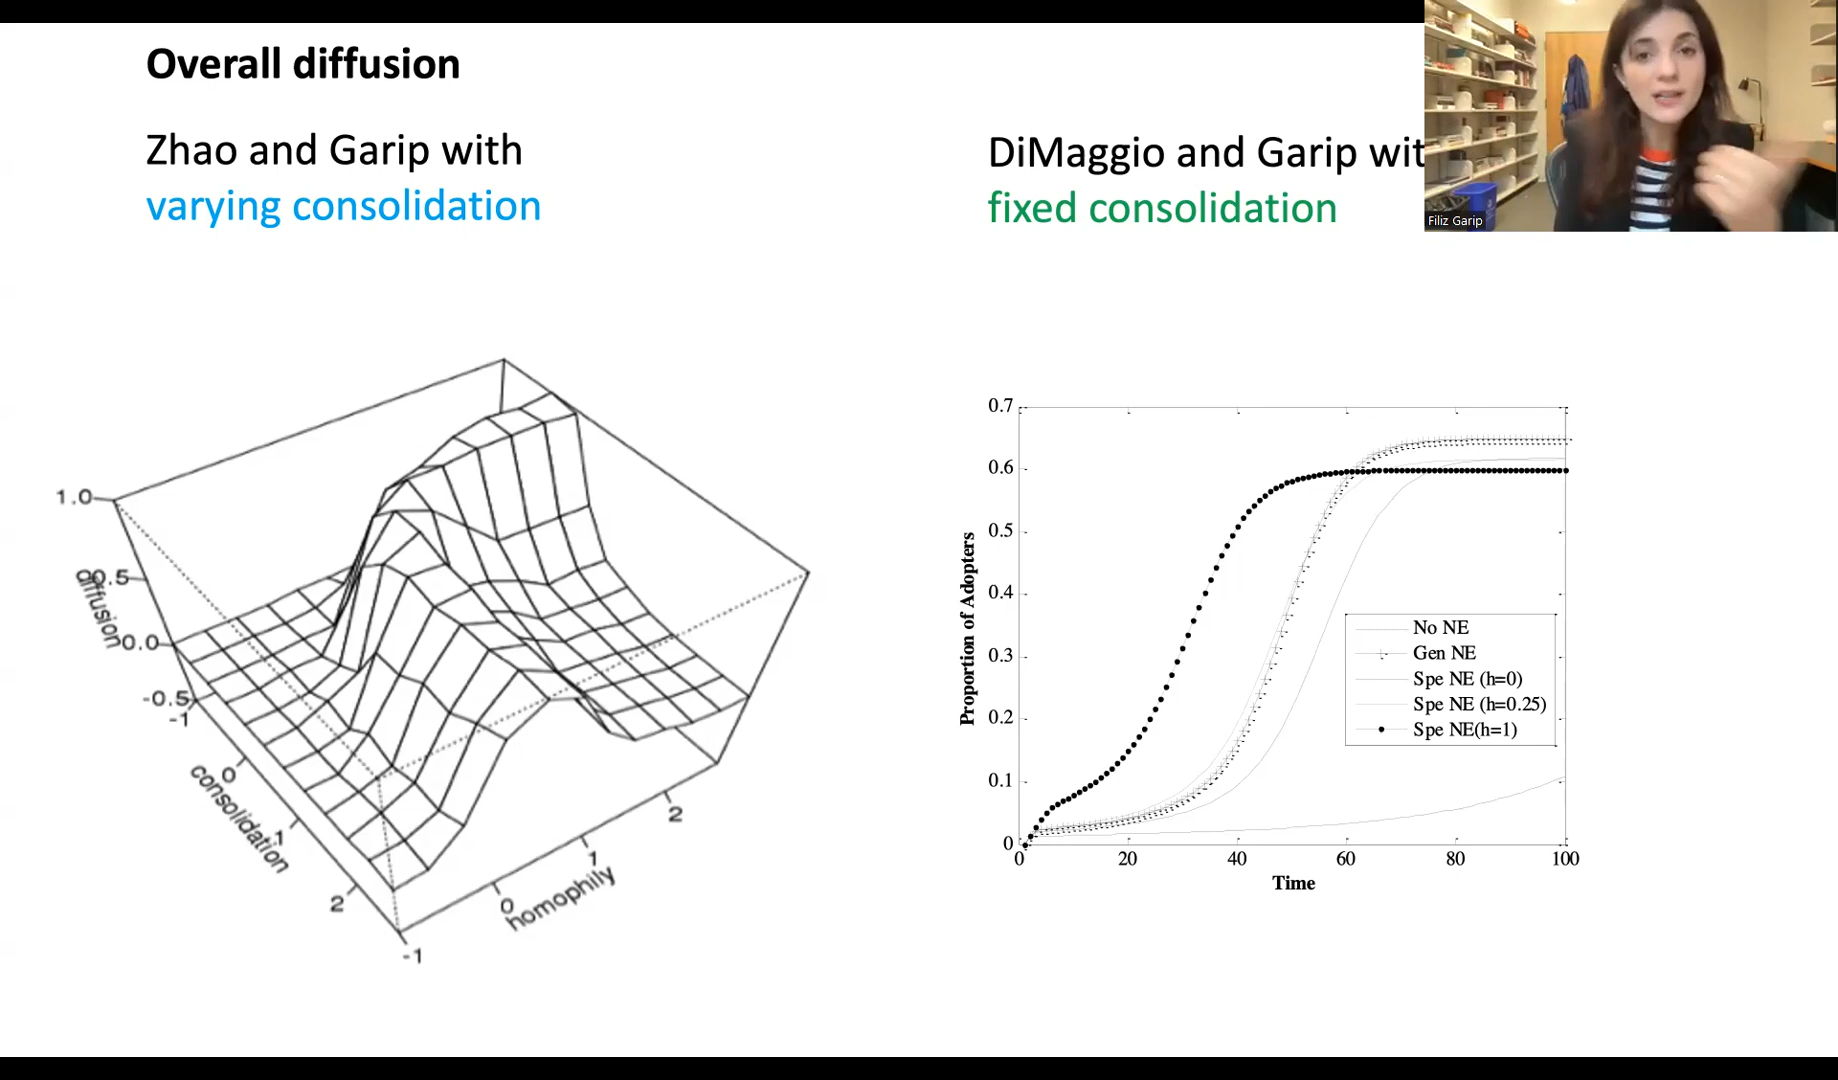 Overall diffusion
Zhao and Garip with
varying consolidation
DiMaggio and Garip wit
fixed consolidation
Filiz Garip
1.0
0.5
0.0
-0.5
diffusion
-1
0
1
2
consolidation
-1
0
1
2
homophily
0.7
0.6
0.5
0.4
0.3
0.2
0.1
0
Proportion of Adopters
0 20 40 60 80 100
Time
No NE
Gen NE
Spe NE (h=0)
Spe NE (h=0.25)
Spe NE(h=1)